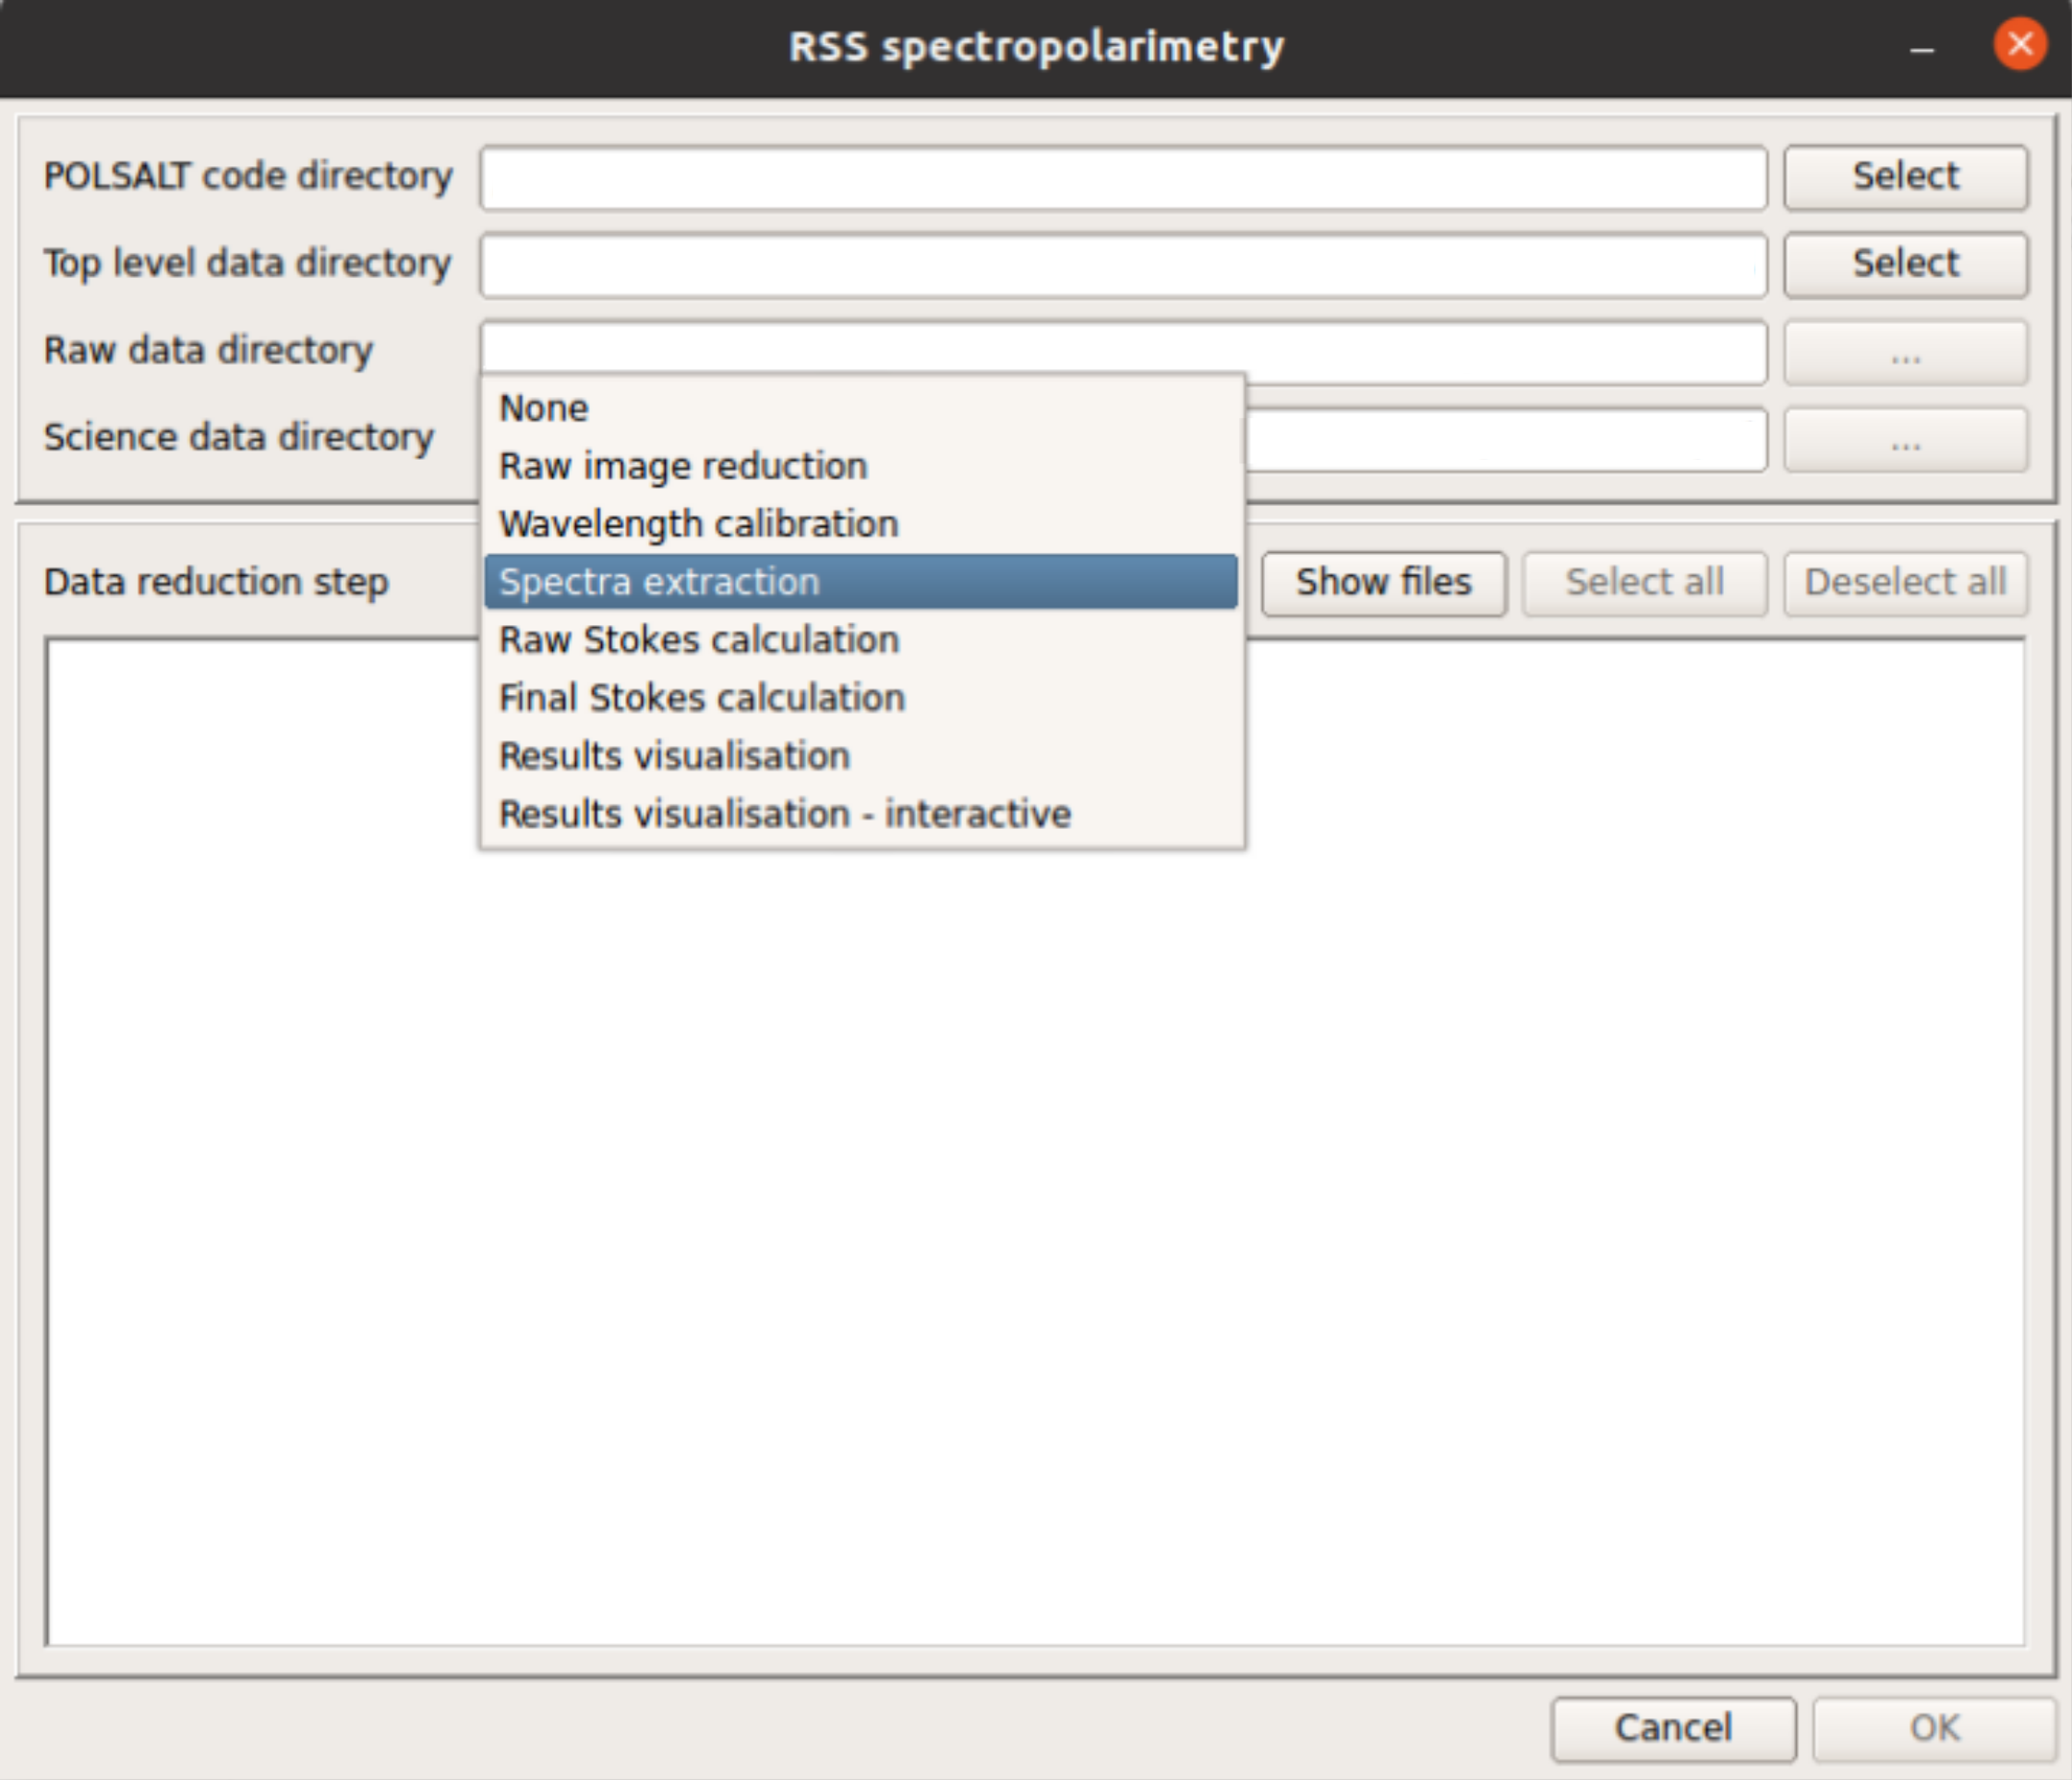 RSS spectropolarimetry
POLSALT code directory
Select
Top level data directory
Select
Raw data directory
...
Science data directory
...
None
Raw image reduction
Wavelength calibration
Spectra extraction
Raw Stokes calculation
Final Stokes calculation
Results visualisation
Results visualisation - interactive
Data reduction step
Show files
Select all
Deselect all
Cancel
OK